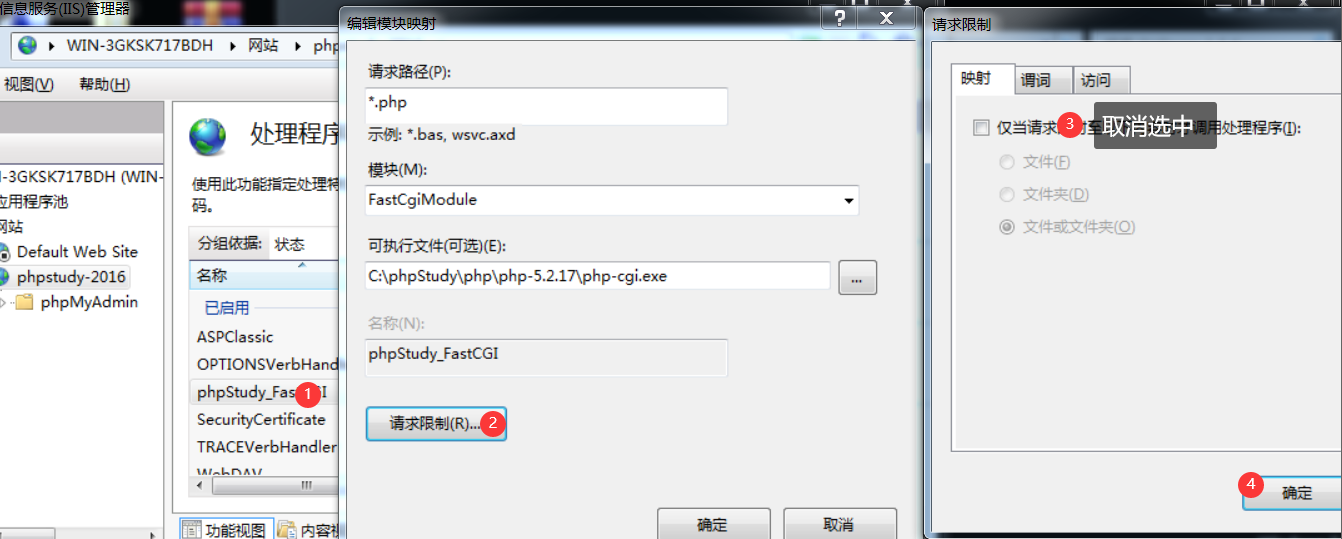 信息服务(IIS)管理器
WIN-3GKSK717BDH
网站
视图(V)
帮助(H)
-3GKSK717BDH (WIN-
应用程序池
网站
Default Web Site
phpstudy-2016
phpMyAdmin
处理程序
使用此功能指定处理特
码。
分组依据:
状态
名称
已启用
ASPClassic
OPTIONSVerbHand
phpStudy_Fas
1
SecurityCertificate
TRACEVerbHandler
WebDAV
功能视图
内容视
编辑模块映射
请求路径(P):
*.php
示例: *.bas, wsvc.axd
模块(M):
FastCgiModule
可执行文件(可选)(E):
C:\phpStudy\php\php-5.2.17\php-cgi.exe
...
名称(N):
phpStudy_FastCGI
请求限制(R)...
2
确定
取消
请求限制
映射
谓词
访问
仅当请求
3
取消选中
调用处理程序(I):
文件(F)
文件夹(D)
文件或文件夹(O)
4
确定